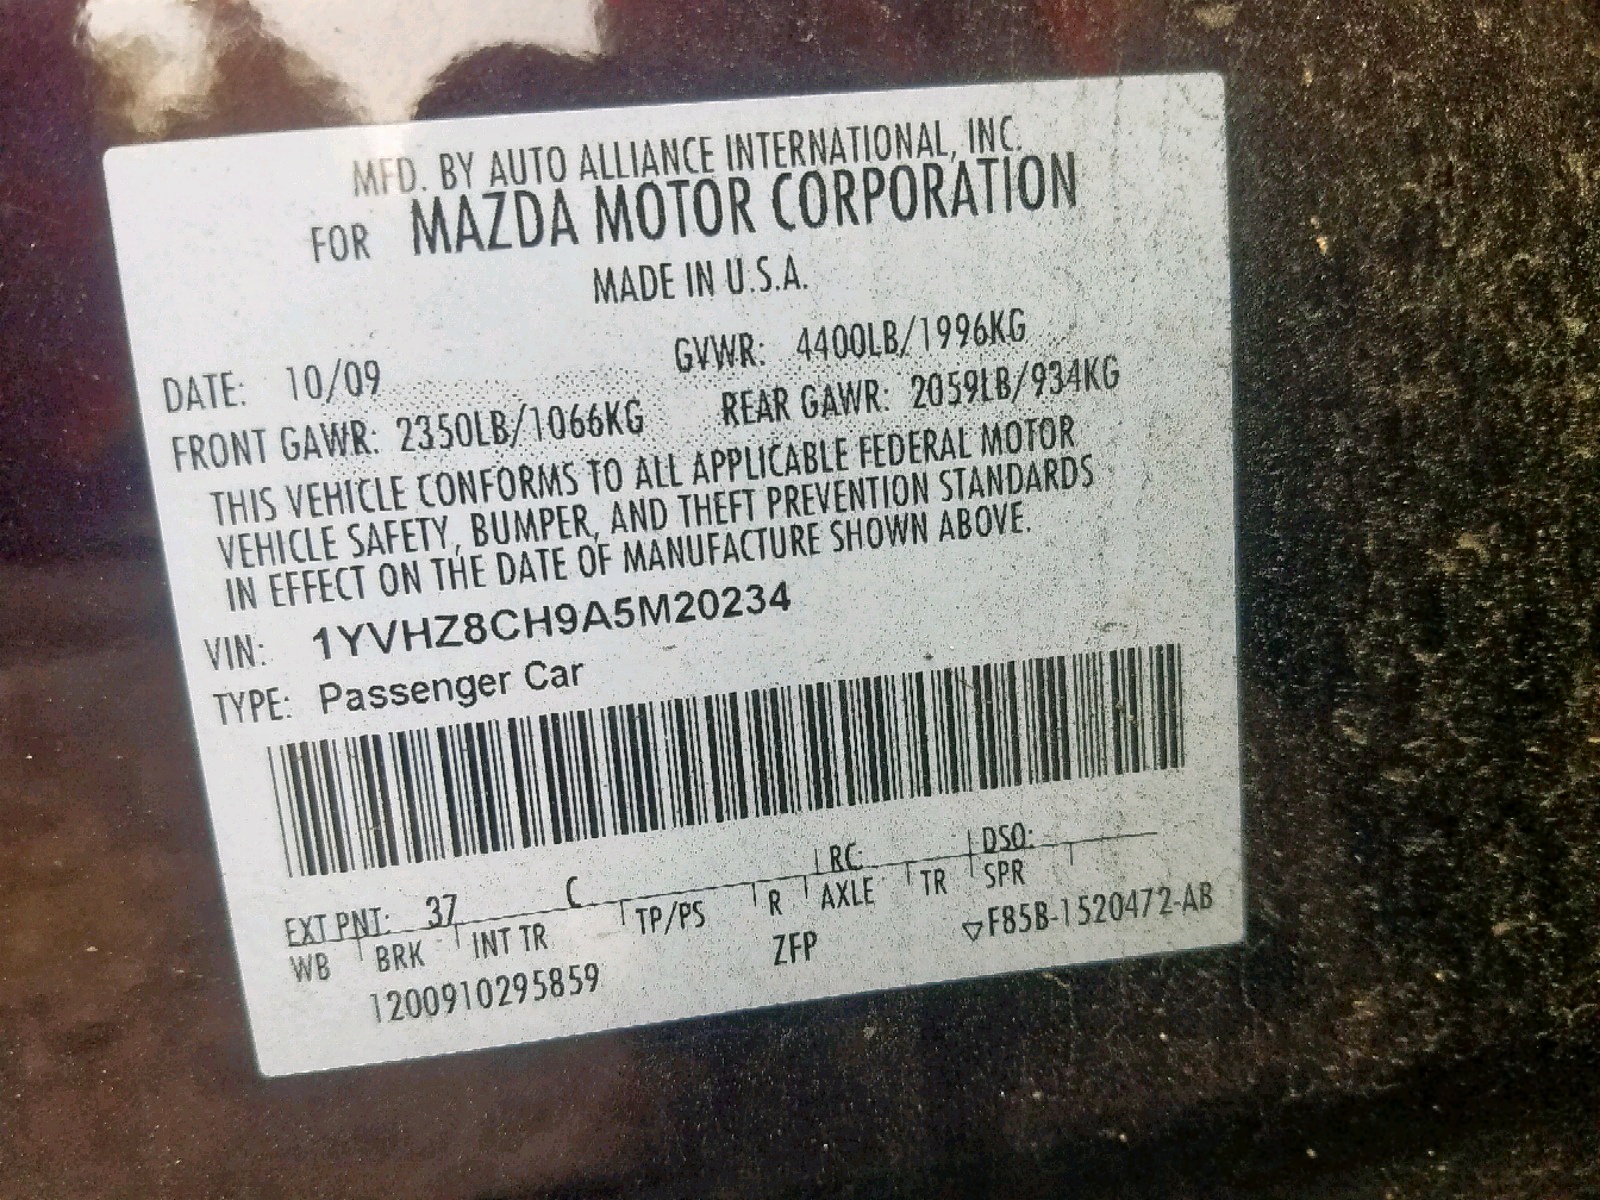 MFD. BY AUTO ALLIANCE INTERNATIONAL, INC.
FOR MAZDA MOTOR CORPORATION
MADE IN U.S.A.
DATE: 10/09 GVWR: 4400LB/1996KG
FRONT GAWR: 2350LB/1066KG REAR GAWR: 2059LB/934KG
THIS VEHICLE CONFORMS TO ALL APPLICABLE FEDERAL MOTOR
VEHICLE SAFETY, BUMPER, AND THEFT PREVENTION STANDARDS
IN EFFECT ON THE DATE OF MANUFACTURE SHOWN ABOVE.
VIN: 1YVHZ8CH9A5M20234
TYPE: Passenger Car
EXT PNT: 37 C RC: DSO:
WB BRK INT TR TP/PS R AXLE TR SPR
1200910295859 ZFP ▽F85B-1520472-AB